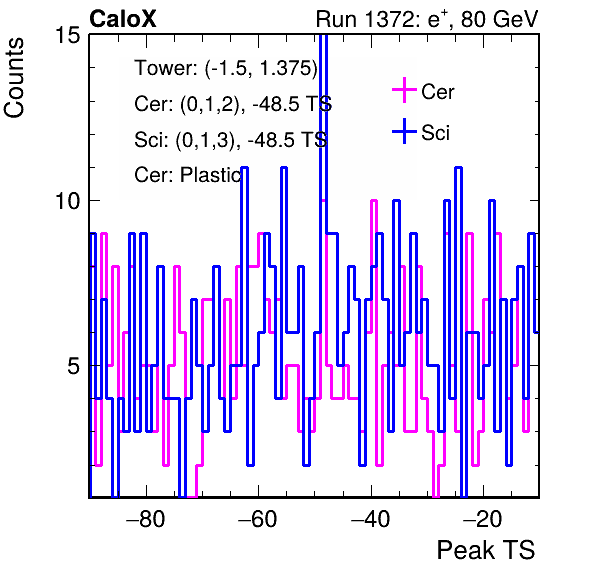 CaloX Run 1372: e⁺, 80 GeV
Counts
15
10
5
Tower: (-1.5, 1.375)
Cer: (0,1,2), -48.5 TS
Sci: (0,1,3), -48.5 TS
Cer: Plastic
Cer
Sci
−80 −60 −40 −20
Peak TS